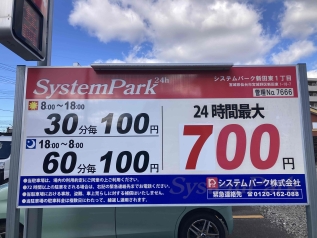 SystemPark 24h
システムパーク新田東1丁目
管理No.7666
8:00~18:00
30分毎100円
18:00~8:00
60分毎100円
24時間最大
700円
システムパーク株式会社
緊急連絡先 0120-162-088